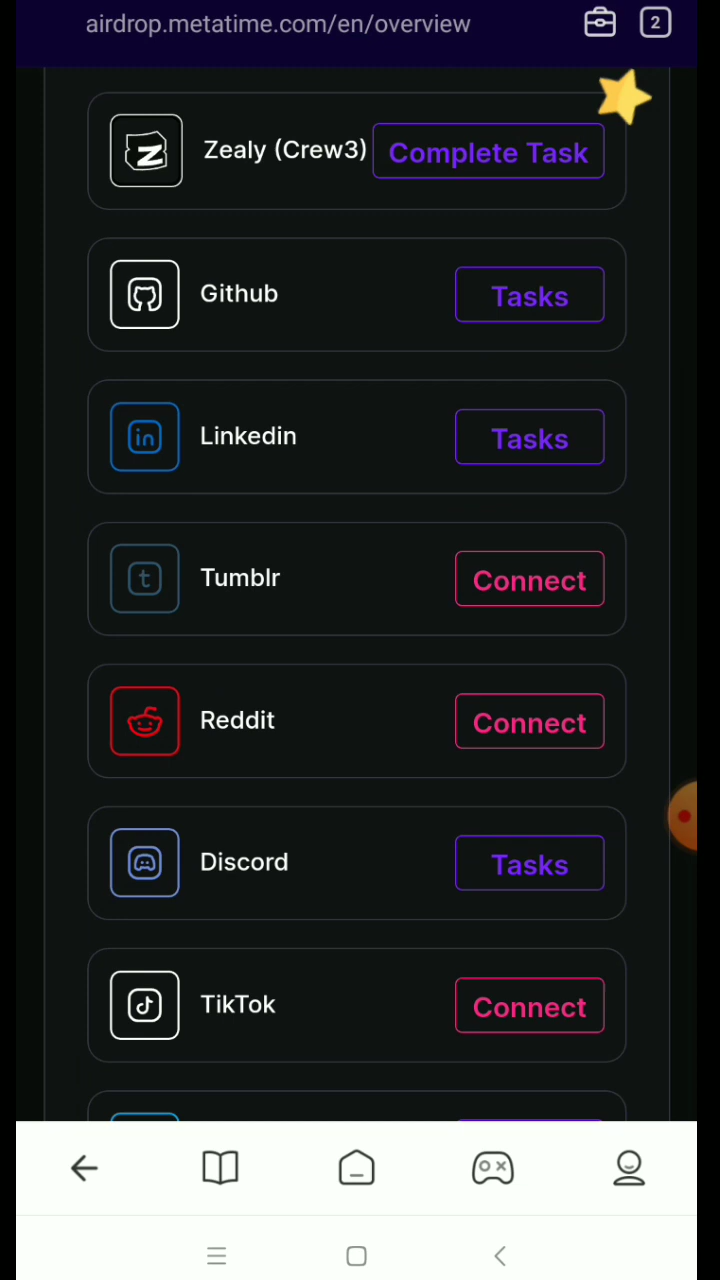 airdrop.metatime.com/en/overview
2
Zealy (Crew3)
Complete Task
Github
Tasks
Linkedin
Tasks
Tumblr
Connect
Reddit
Connect
Discord
Tasks
TikTok
Connect